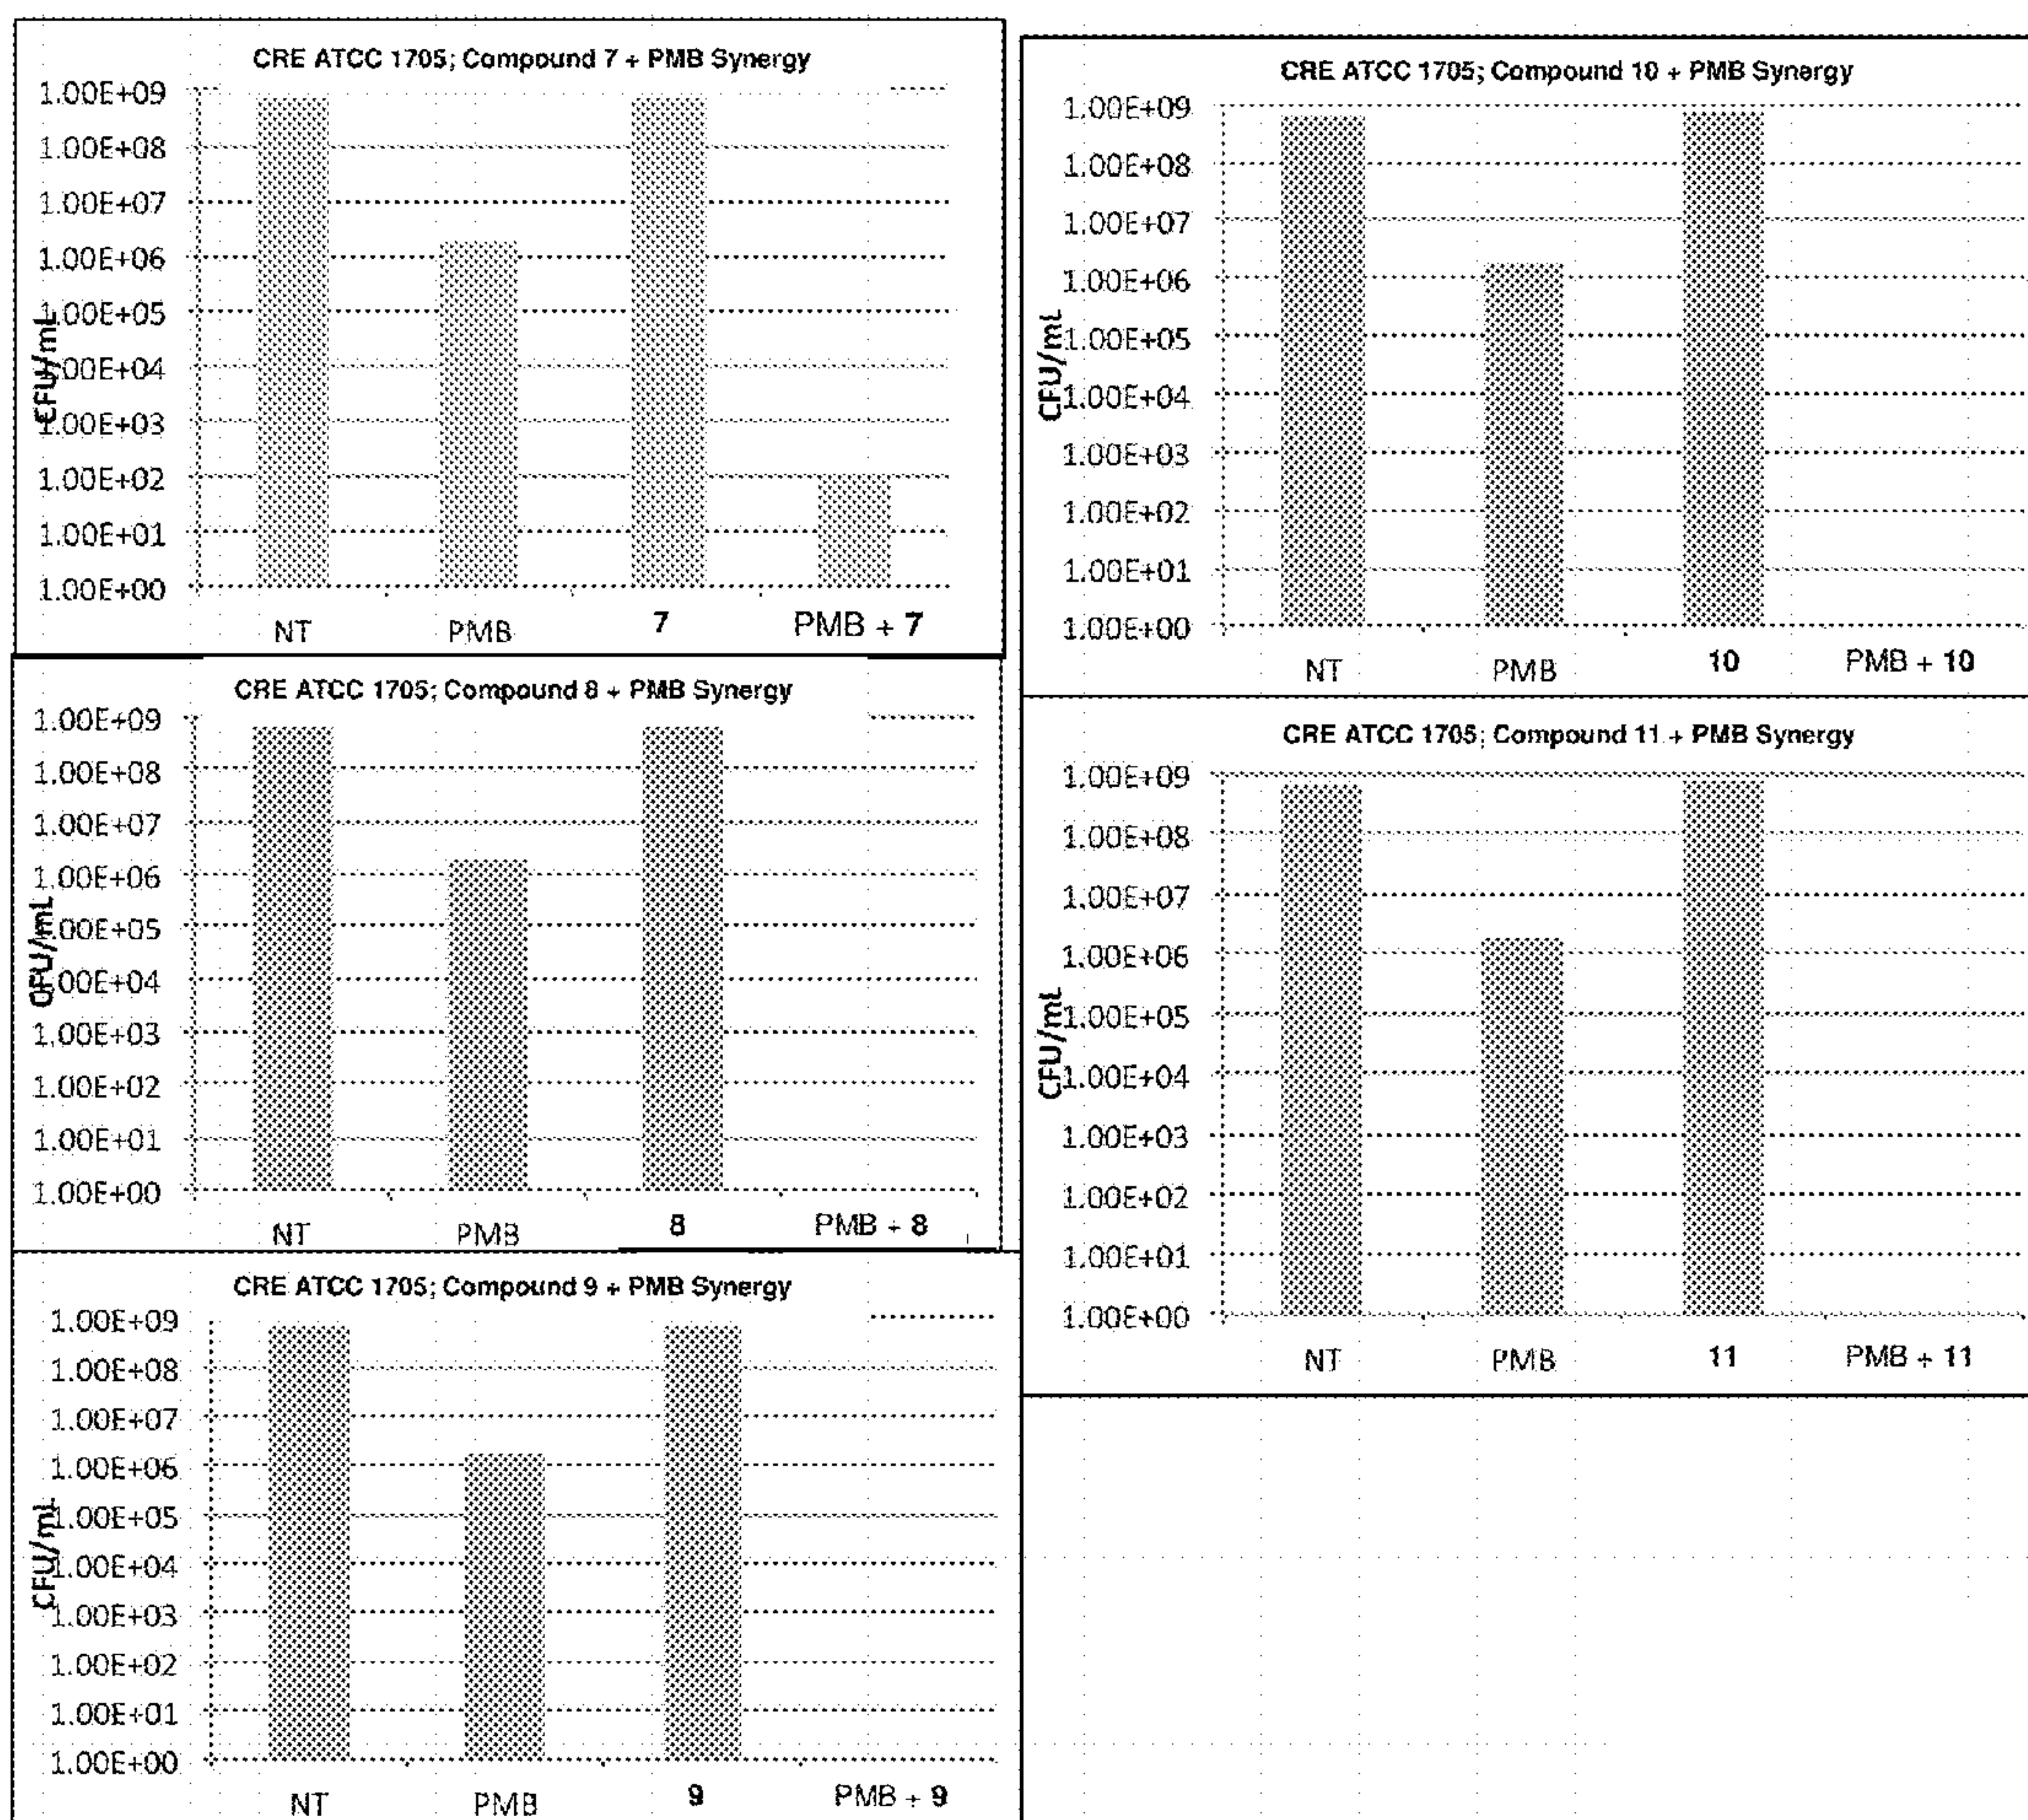 CRE ATCC 1705; Compound 7 + PMB Synergy
1.00E+09
1.00E+08
1.00E+07
1.00E+06
1.00E+05
1.00E+04
1.00E+03
1.00E+02
1.00E+01
1.00E+00
CFU/mL
NT PMB 7 PMB + 7
CRE ATCC 1705; Compound 8 + PMB Synergy
1.00E+09
1.00E+08
1.00E+07
1.00E+06
1.00E+05
1.00E+04
1.00E+03
1.00E+02
1.00E+01
1.00E+00
CFU/mL
NT PMB 8 PMB + 8
CRE ATCC 1705; Compound 9 + PMB Synergy
1.00E+09
1.00E+08
1.00E+07
1.00E+06
1.00E+05
1.00E+04
1.00E+03
1.00E+02
1.00E+01
1.00E+00
CFU/mL
NT PMB 9 PMB + 9
CRE ATCC 1705; Compound 10 + PMB Synergy
1.00E+09
1.00E+08
1.00E+07
1.00E+06
1.00E+05
1.00E+04
1.00E+03
1.00E+02
1.00E+01
1.00E+00
CFU/mL
NT PMB 10 PMB + 10
CRE ATCC 1705; Compound 11 + PMB Synergy
1.00E+09
1.00E+08
1.00E+07
1.00E+06
1.00E+05
1.00E+04
1.00E+03
1.00E+02
1.00E+01
1.00E+00
CFU/mL
NT PMB 11 PMB + 11